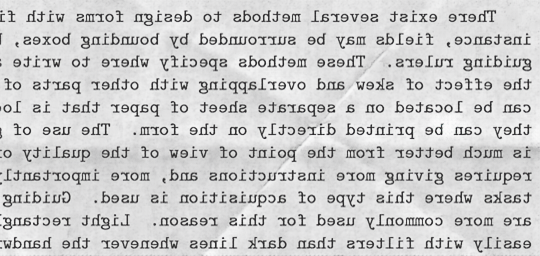 There exist several methods to design forms with
instance, fields may be surrounded by bounding boxes,
guiding rulers. These methods specify where to write
the effect of skew and overlapping with other parts of
can be located on a separate sheet of paper that is
they can be printed directly on the form. The use of
is much better from the point of view of the quality
requires giving more instructions and, more
tasks where this type of acquisition is used. Guiding
are more commonly used for this reason. Light
easily with filters than dark lines whenever the